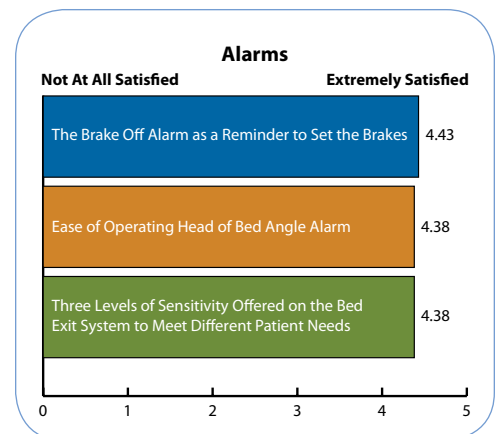 Alarms
Not At All Satisfied Extremely Satisfied
The Brake Off Alarm as a Reminder to Set the Brakes 4.43
Ease of Operating Head of Bed Angle Alarm 4.38
Three Levels of Sensitivity Offered on the Bed
Exit System to Meet Different Patient Needs 4.38
0 1 2 3 4 5